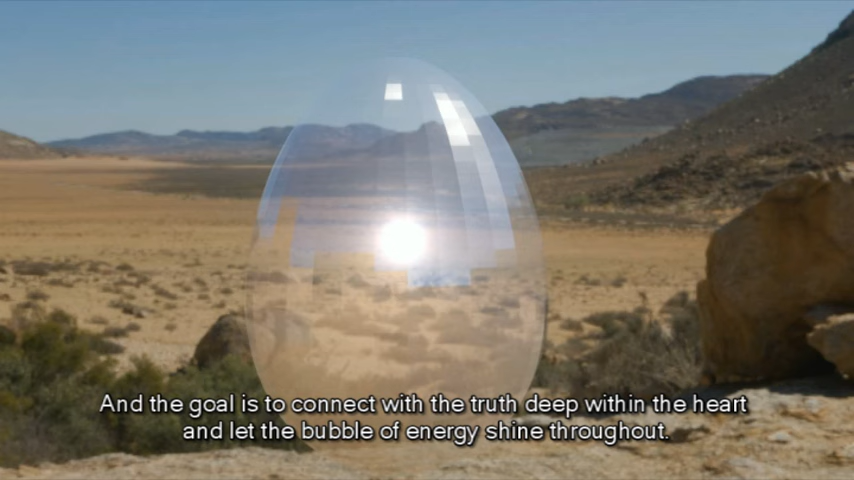 And the goal is to connect with the truth deep within the heart
and let the bubble of energy shine throughout.